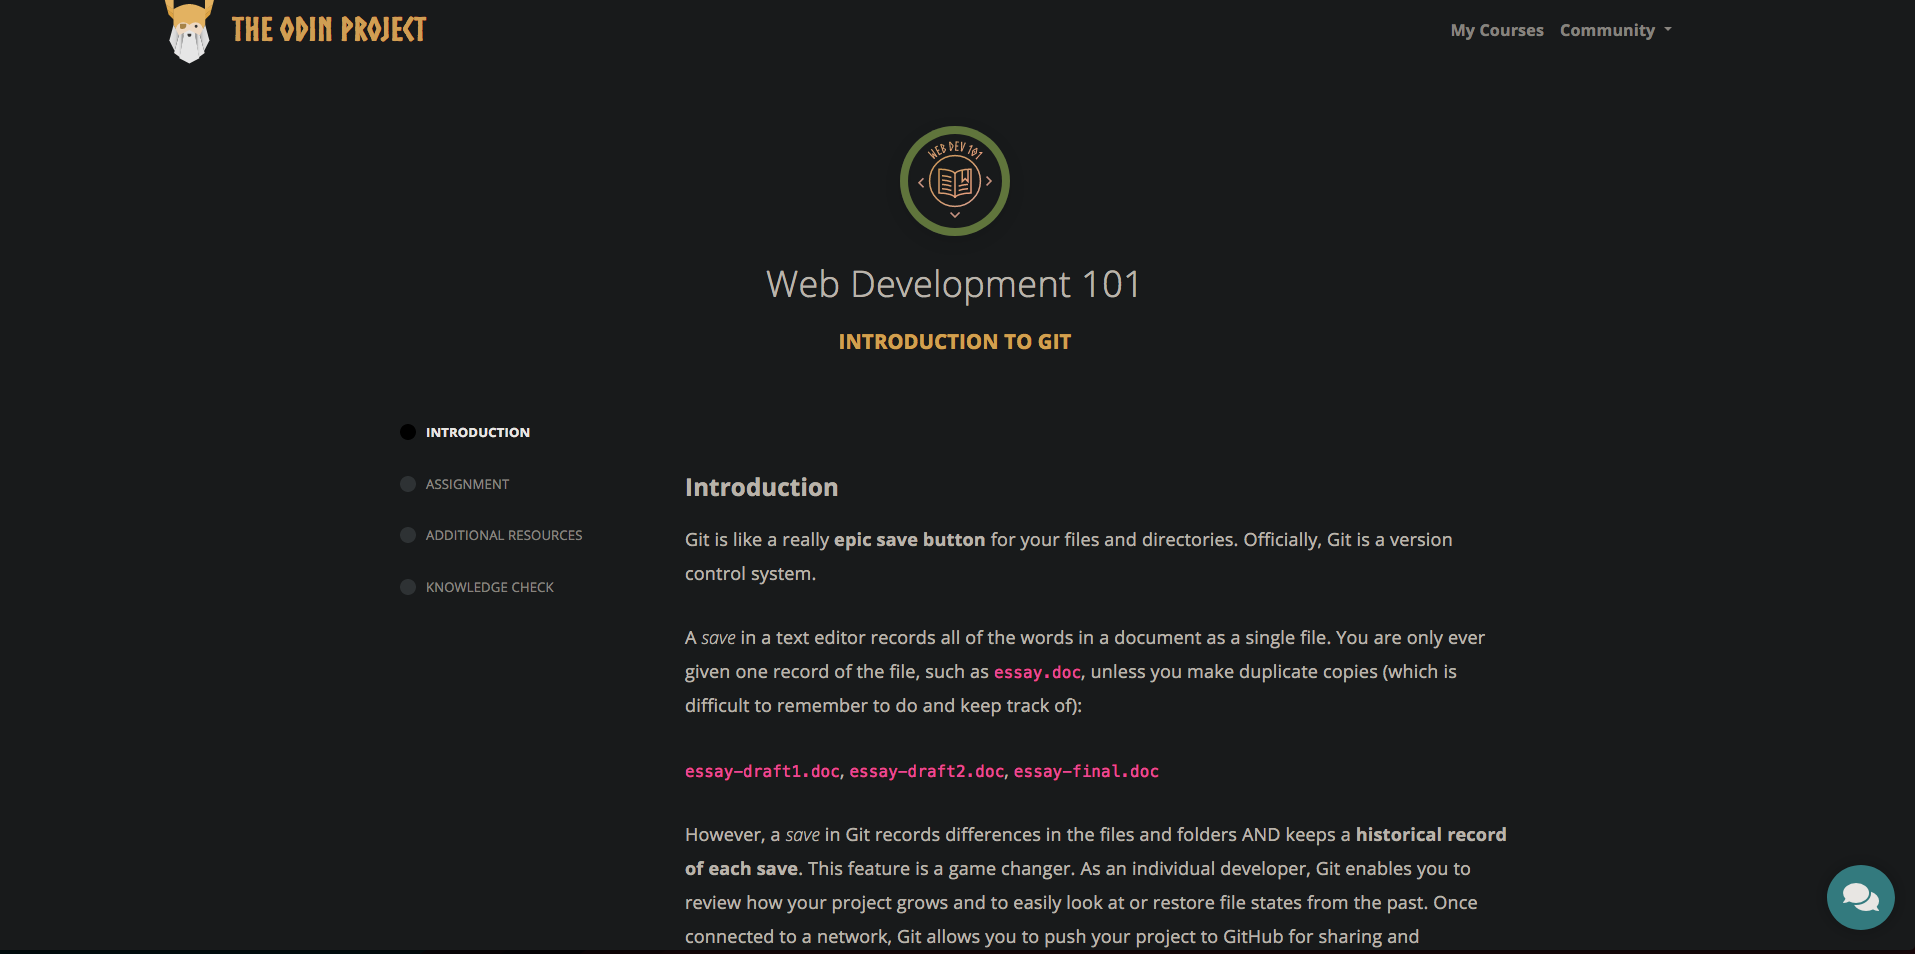 THE ODIN PROJECT
My Courses
Community
WEB DEV 101
Web Development 101
INTRODUCTION TO GIT
INTRODUCTION
ASSIGNMENT
ADDITIONAL RESOURCES
KNOWLEDGE CHECK
Introduction
Git is like a really epic save button for your files and directories. Officially, Git is a version
control system.
A save in a text editor records all of the words in a document as a single file. You are only ever
given one record of the file, such as essay.doc, unless you make duplicate copies (which is
difficult to remember to do and keep track of):
essay-draft1.doc, essay-draft2.doc, essay-final.doc
However, a save in Git records differences in the files and folders AND keeps a historical record
of each save. This feature is a game changer. As an individual developer, Git enables you to
review how your project grows and to easily look at or restore file states from the past. Once
connected to a network, Git allows you to push your project to GitHub for sharing and